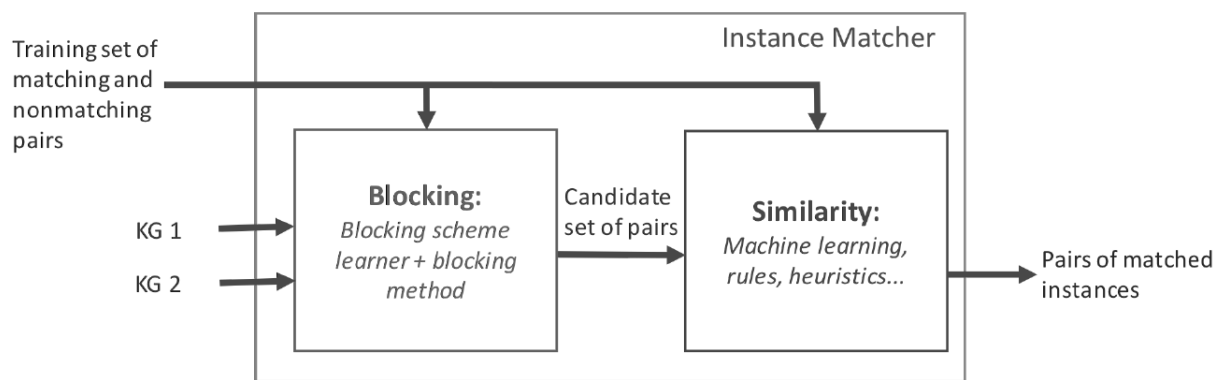 Instance Matcher
Training set of
matching and
nonmatching
pairs
KG 1
KG 2
Blocking:
Blocking scheme
learner + blocking
method
Candidate
set of pairs
Similarity:
Machine learning,
rules, heuristics...
Pairs of matched
instances